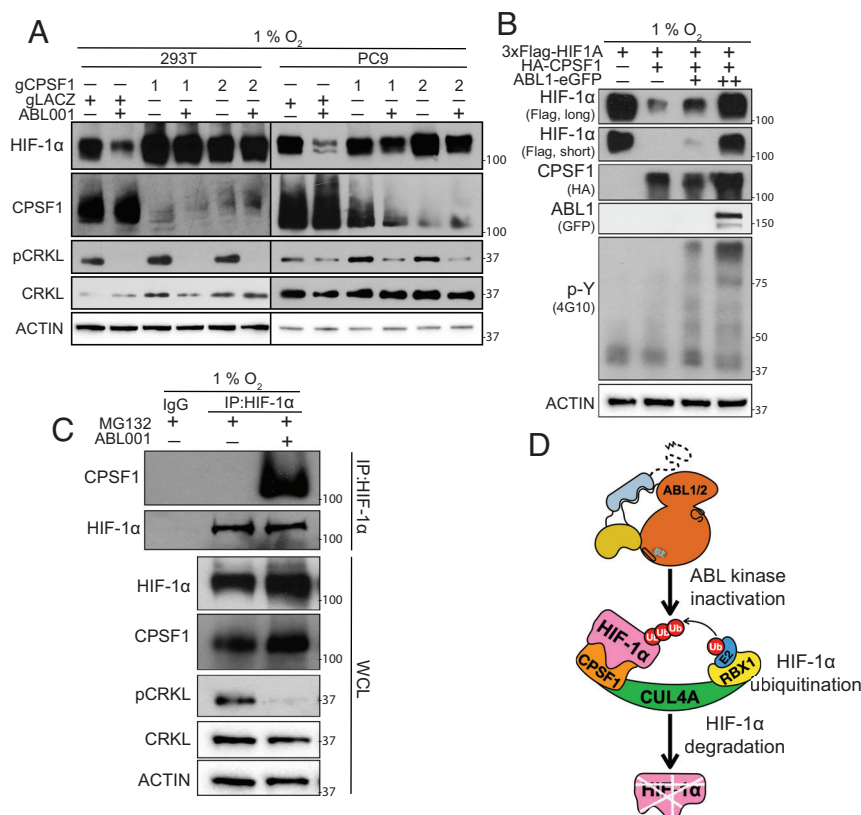 A
1 % O₂
293T PC9
gCPSF1 – – 1 1 2 2 – – 1 1 2 2
gLACZ + + – – – – + + – – – –
ABL001 – + – + – + – + – + – +
HIF-1α
-100
CPSF1
-100
pCRKL
-37
CRKL
-37
ACTIN
-37
B
1 % O₂
3xFlag-HIF1A + + + +
HA-CPSF1 – + + +
ABL1-eGFP – – + ++
HIF-1α
(Flag, long)
-100
HIF-1α
(Flag, short)
-100
CPSF1
(HA)
-100
ABL1
(GFP)
-150
p-Y
(4G10)
-75
-50
-37
ACTIN
-37
C
1 % O₂
IgG IP:HIF-1α
MG132 + + +
ABL001 – – +
CPSF1
-100
HIF-1α
-100
IP:HIF-1α
HIF-1α
-100
CPSF1
-100
pCRKL
-37
CRKL
-37
ACTIN
-37
WCL
D
ABL1/2
ABL kinase
inactivation
HIF-1α
Ub Ub Ub
Ub
E2
CPSF1
RBX1
CUL4A
HIF-1α
ubiquitination
HIF-1α
degradation
HIF-1α